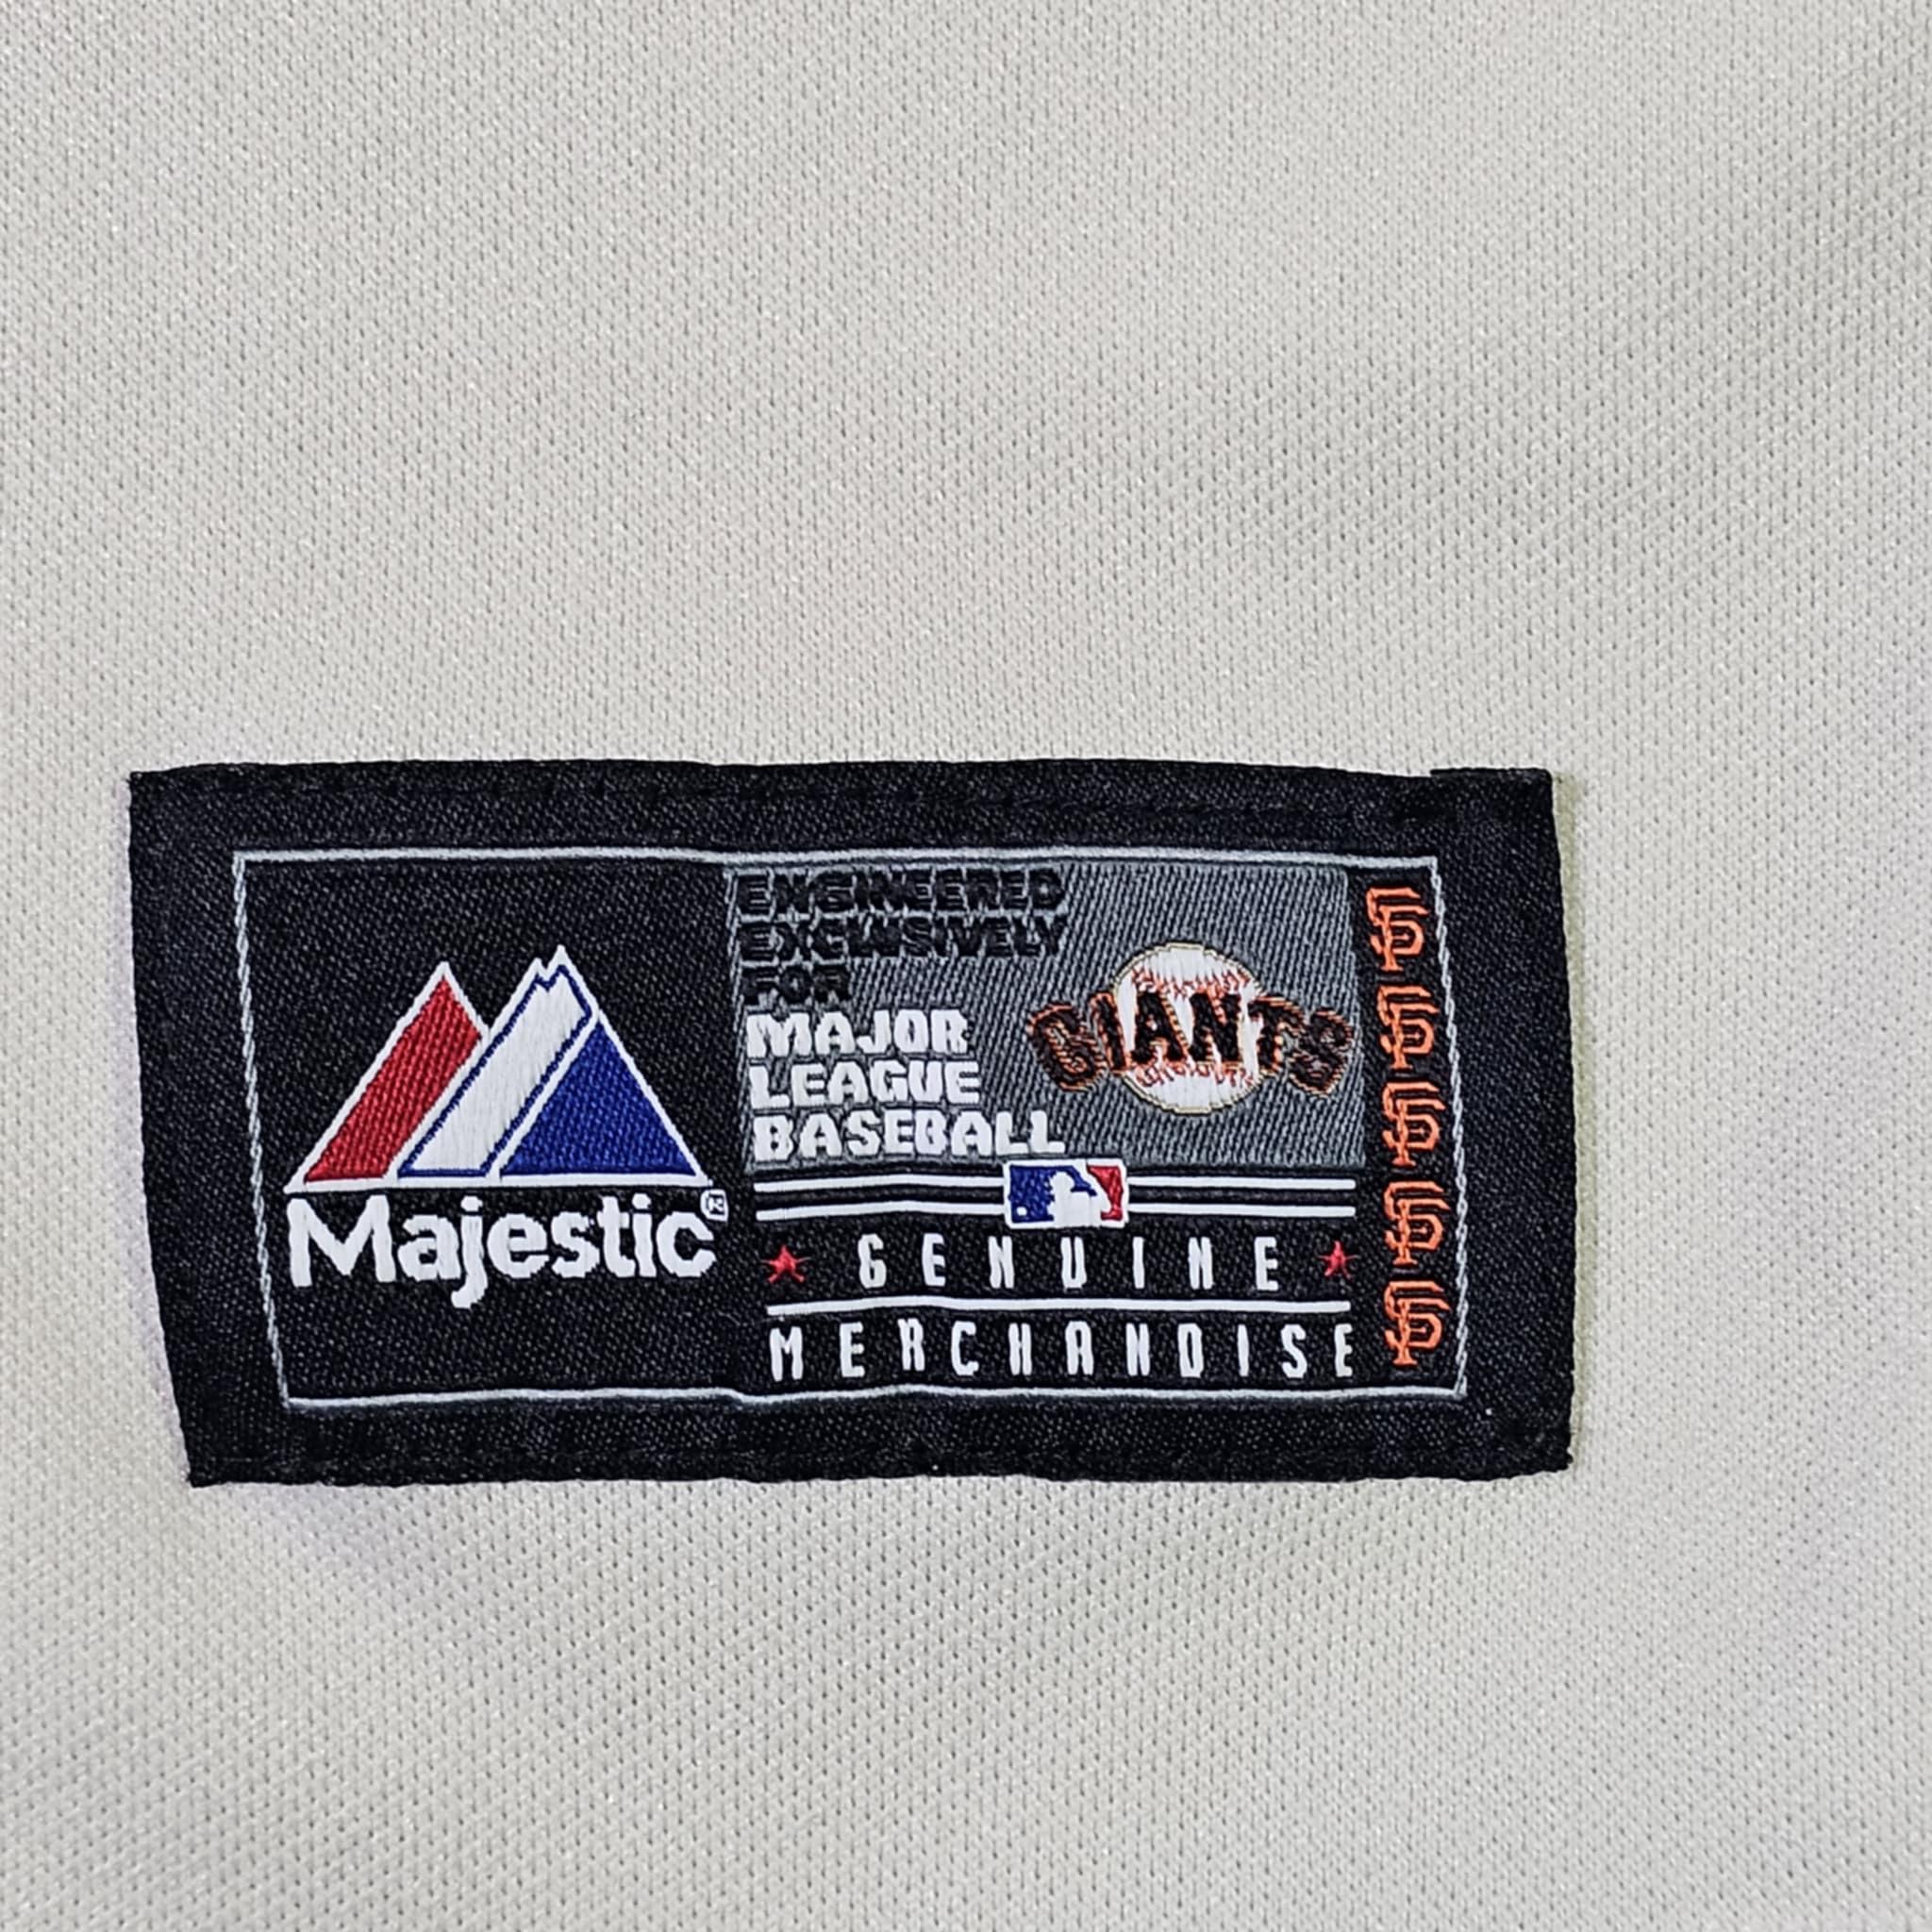 Majestic®
ENGINEERED
EXCLUSIVELY
FOR
MAJOR
LEAGUE
BASEBALL
GIANTS
GENUINE
MERCHANDISE
SF
SF
SF
SF
SF